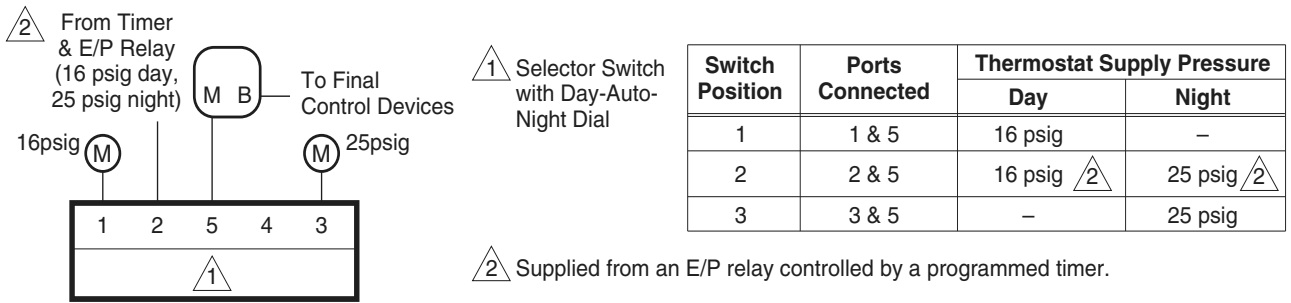 2 From Timer
& E/P Relay
(16 psig day,
25 psig night)
M B
To Final
Control Devices
16psig M
M 25psig
1 2 5 4 3
1
1 Selector Switch
with Day-Auto-
Night Dial
Switch Position Ports Connected Thermostat Supply Pressure
Day Night
1 1 & 5 16 psig –
2 2 & 5 16 psig 2 25 psig 2
3 3 & 5 – 25 psig
2 Supplied from an E/P relay controlled by a programmed timer.